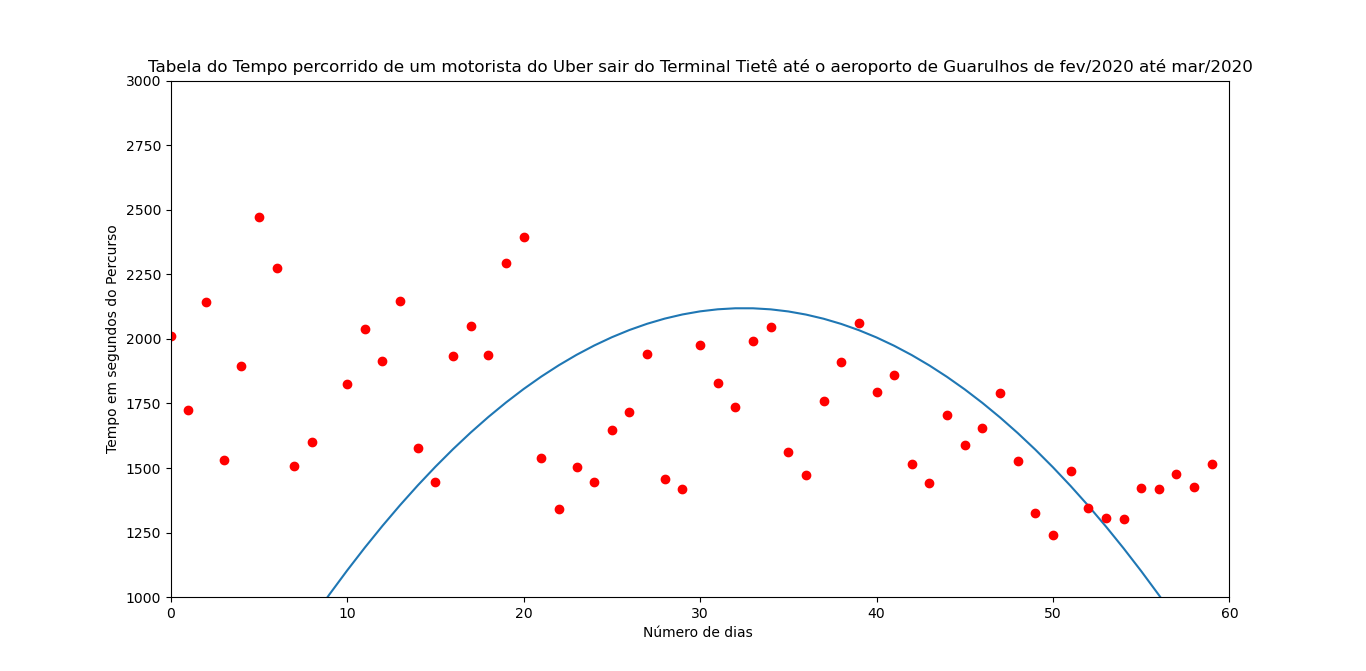 Tabela do Tempo percorrido de um motorista do Uber sair do Terminal Tietê até o aeroporto de Guarulhos de fev/2020 até mar/2020
3000
2750
2500
2250
2000
1750
1500
1250
1000
Tempo em segundos do Percurso
0 10 20 30 40 50 60
Número de dias